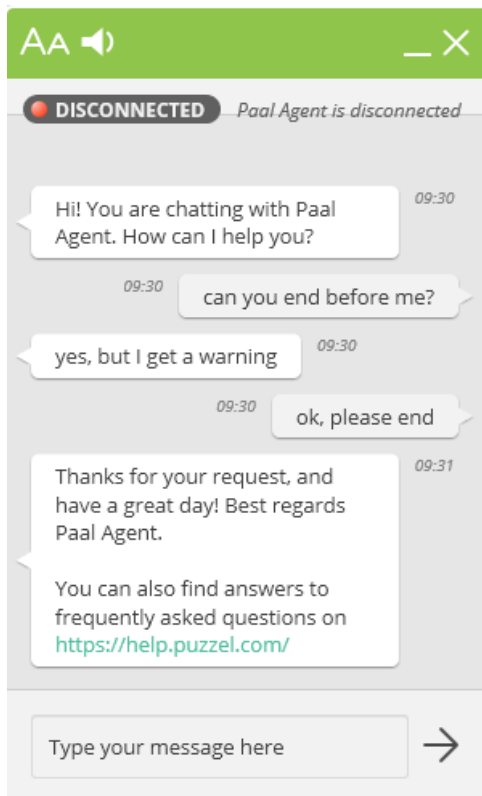 AA
DISCONNECTED Paal Agent is disconnected
Hi! You are chatting with Paal
Agent. How can I help you?
09:30
09:30
can you end before me?
yes, but I get a warning
09:30
09:30
ok, please end
Thanks for your request, and
have a great day! Best regards
Paal Agent.
09:31
You can also find answers to
frequently asked questions on
https://help.puzzel.com/
Type your message here